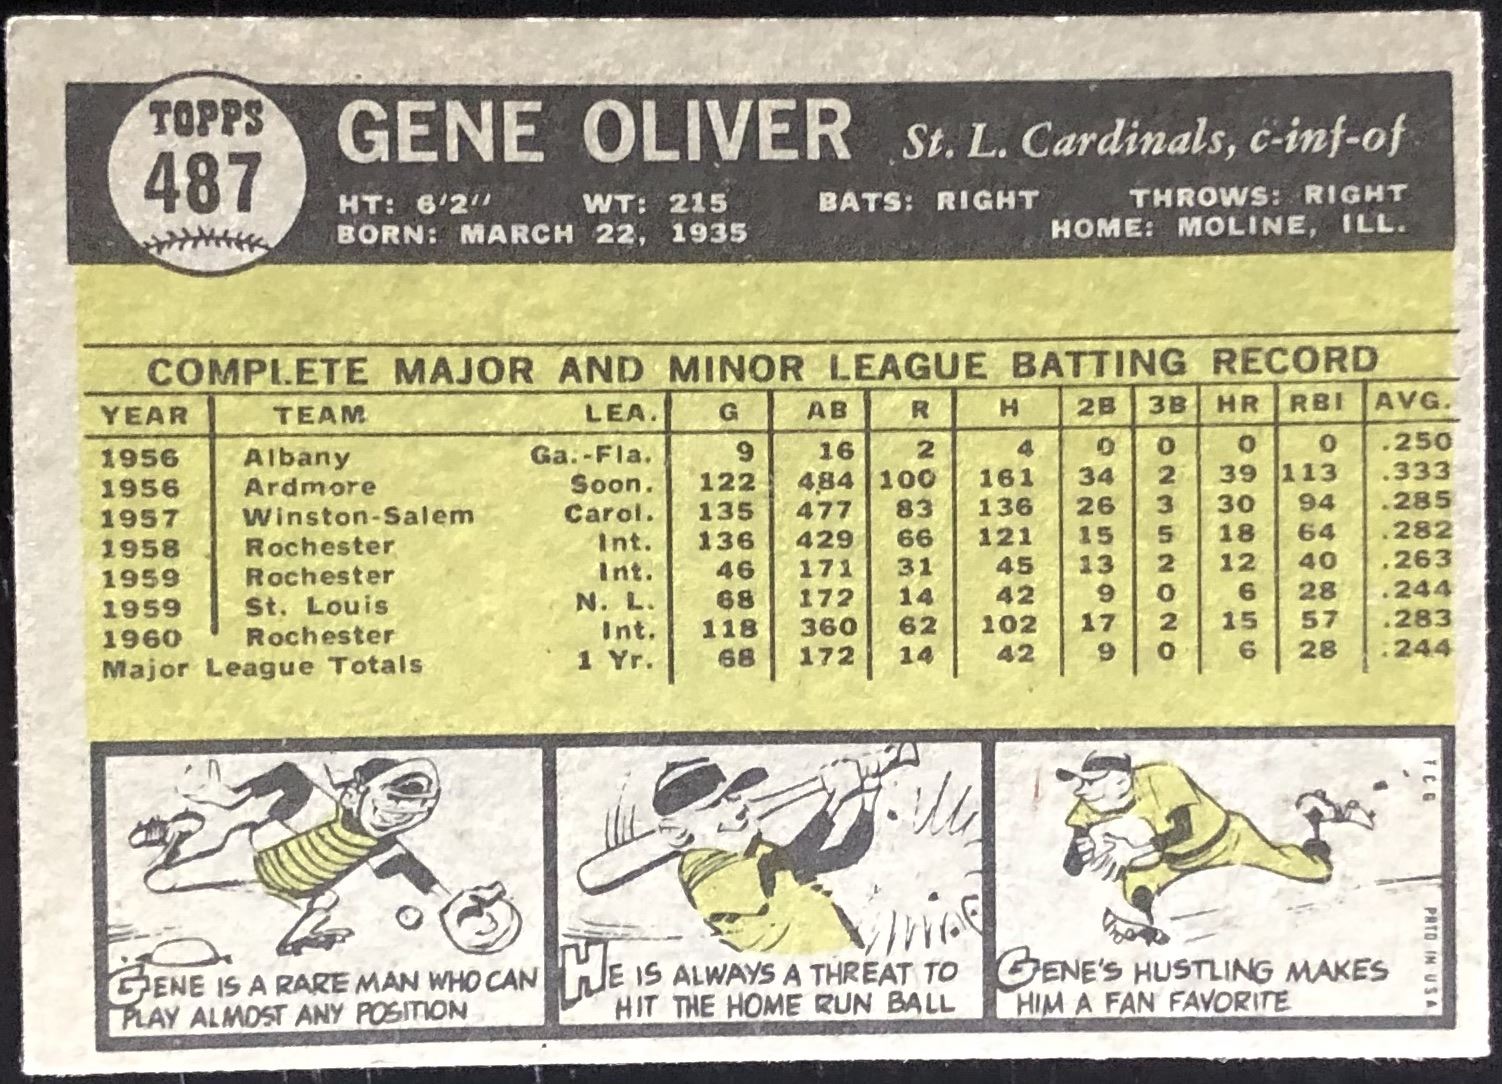 TOPPS
487
GENE OLIVER St. L. Cardinals, c-inf-of
HT: 6'2" WT: 215 BATS: RIGHT THROWS: RIGHT
BORN: MARCH 22, 1935 HOME: MOLINE, ILL.
COMPLETE MAJOR AND MINOR LEAGUE BATTING RECORD
YEAR TEAM LEA. G AB R H 2B 3B HR RBI AVG.
1956 Albany Ga.-Fla. 9 16 2 4 0 0 0 0 .250
1956 Ardmore Soon. 122 484 100 161 34 2 39 113 .333
1957 Winston-Salem Carol. 135 477 83 136 26 3 30 94 .285
1958 Rochester Int. 136 429 66 121 15 5 18 64 .282
1959 Rochester Int. 46 171 31 45 13 2 12 40 .263
1959 St. Louis N. L. 68 172 14 42 9 0 6 28 .244
1960 Rochester Int. 118 360 62 102 17 2 15 57 .283
Major League Totals 1 Yr. 68 172 14 42 9 0 6 28 .244
GENE IS A RARE MAN WHO CAN
PLAY ALMOST ANY POSITION
HE IS ALWAYS A THREAT TO
HIT THE HOME RUN BALL
GENE'S HUSTLING MAKES
HIM A FAN FAVORITE
T C G
PRTD IN USA